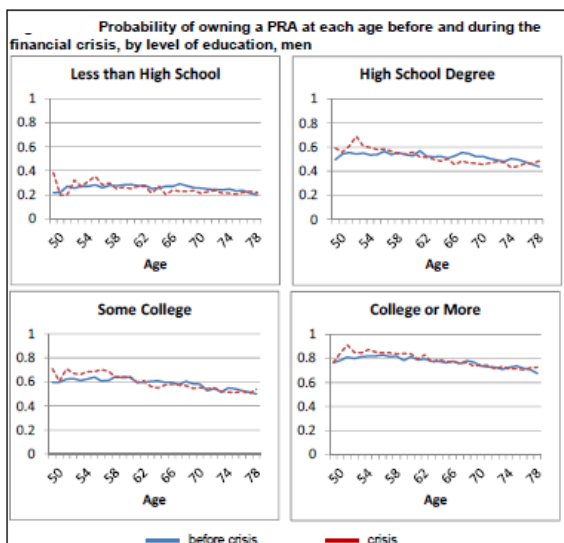 Probability of owning a PRA at each age before and during the
financial crisis, by level of education, men
Less than High School
1
0.8
0.6
0.4
0.2
0
50 54 58 62 66 70 74 78
Age
High School Degree
1
0.8
0.6
0.4
0.2
0
50 54 58 62 66 70 74 78
Age
Some College
1
0.8
0.6
0.4
0.2
0
50 54 58 62 66 70 74 78
Age
College or More
1
0.8
0.6
0.4
0.2
0
50 54 58 62 66 70 74 78
Age
before crisis crisis